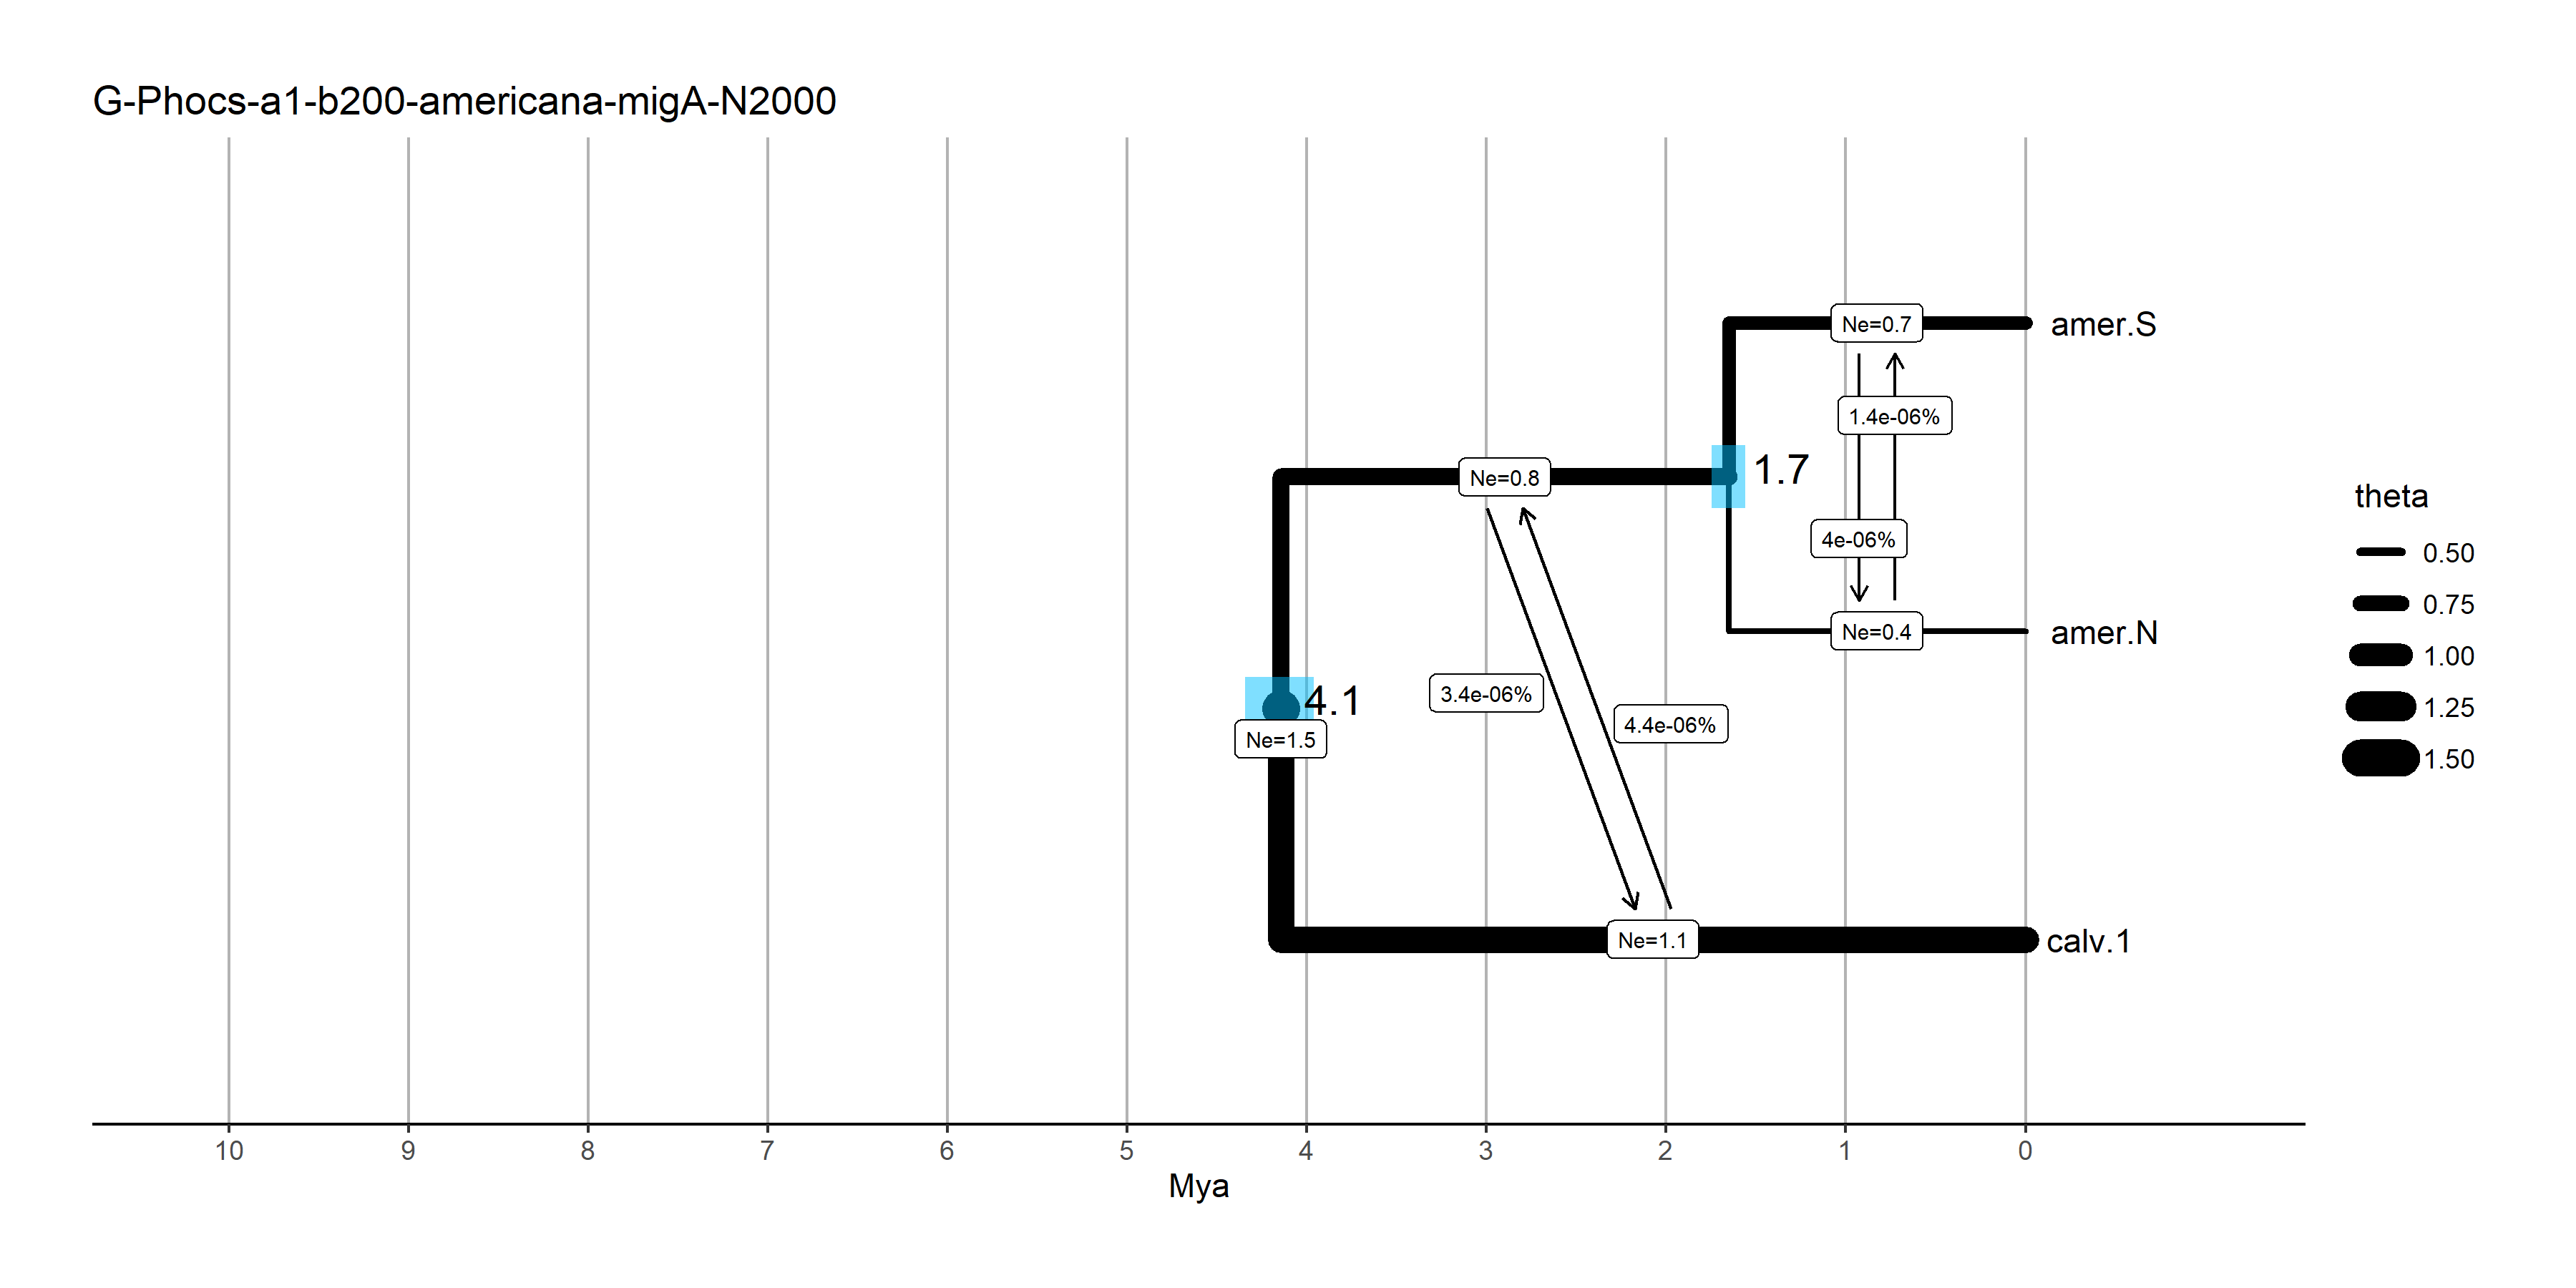 G-Phocs-a1-b200-americana-migA-N2000
Ne=0.7
amer.S
1.4e-06%
Ne=0.8
1.7
4e-06%
Ne=0.4
amer.N
3.4e-06%
4.1
4.4e-06%
Ne=1.5
Ne=1.1
calv.1
theta
0.50
0.75
1.00
1.25
1.50
10 9 8 7 6 5 4 3 2 1 0
Mya